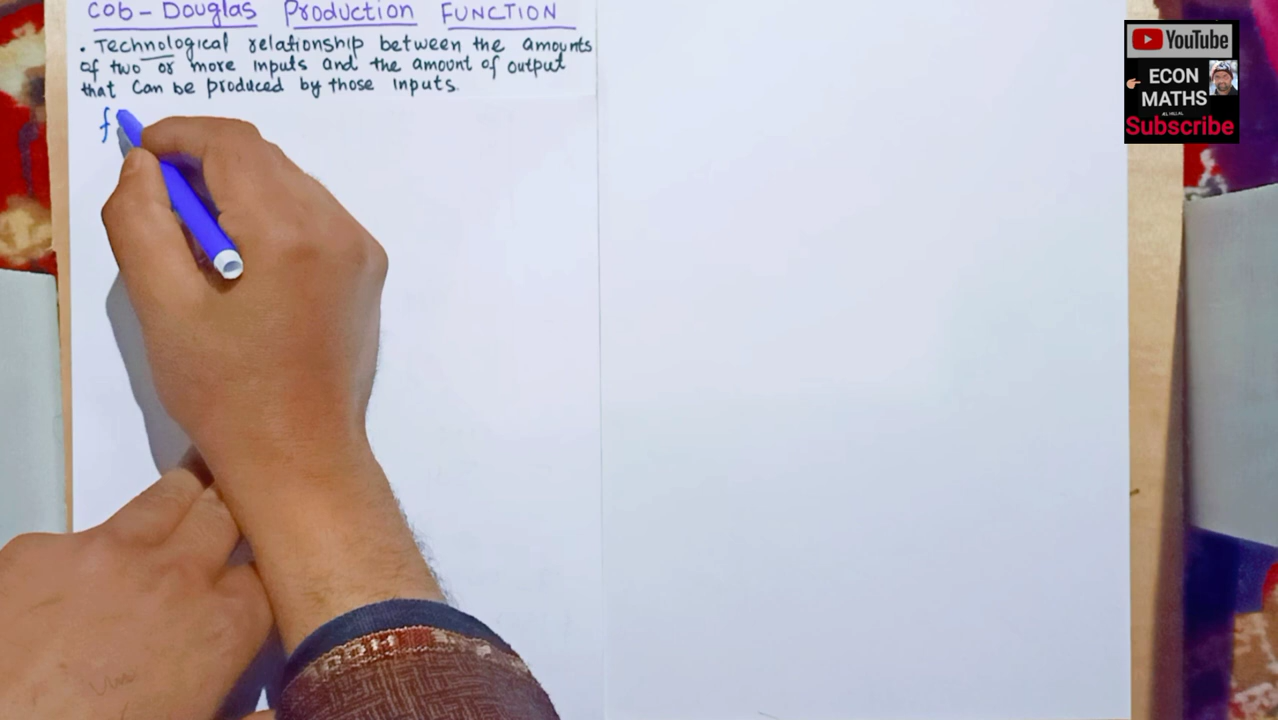 Cob - Douglas Production FUNCTION
. Technological relationship between the amounts
of two or more inputs and the amount of output
that can be produced by those inputs.
f
YouTube
ECON
MATHS
Subscribe